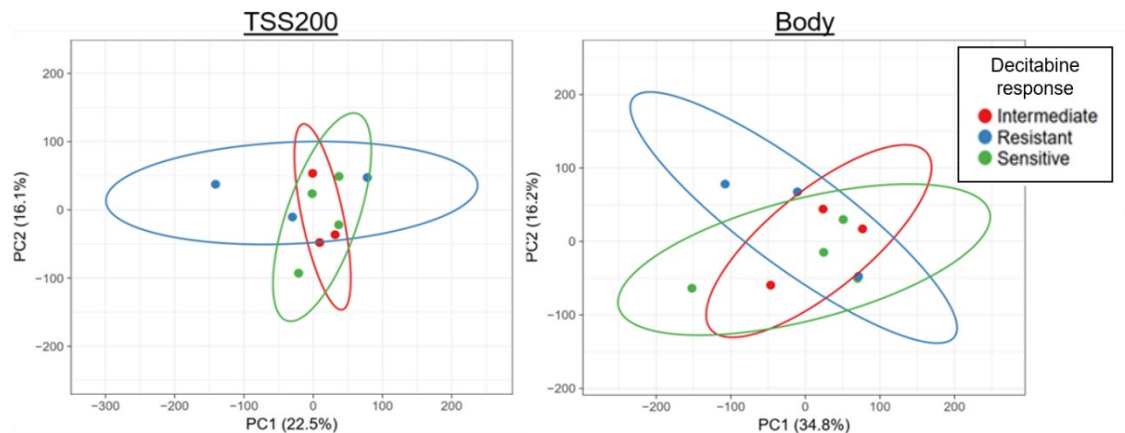 TSS200
PC2 (16.1%)
200
100
0
−100
−200
−300
−200
−100
0
100
200
PC1 (22.5%)
Body
PC2 (16.2%)
200
100
0
−100
−200
−200
−100
0
100
200
PC1 (34.8%)
Decitabine
response
Intermediate
Resistant
Sensitive